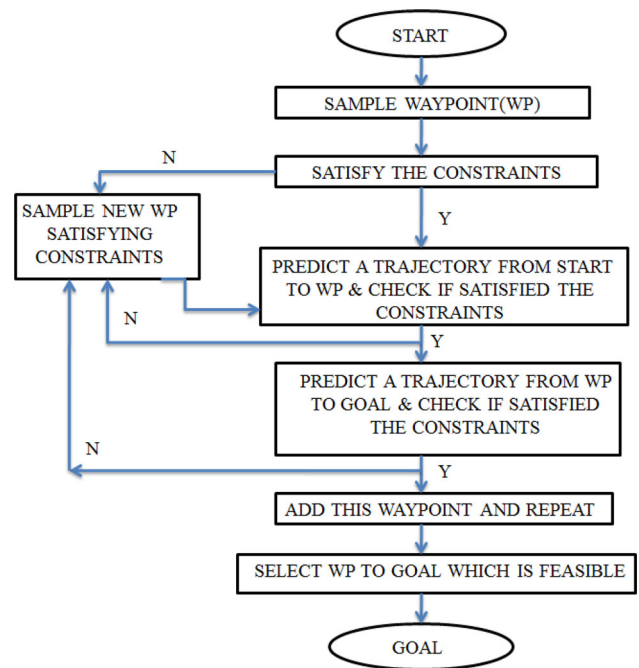 START
SAMPLE WAYPOINT(WP)
N
SATISFY THE CONSTRAINTS
SAMPLE NEW WP
SATISFYING
CONSTRAINTS
Y
PREDICT A TRAJECTORY FROM START
TO WP & CHECK IF SATISFIED THE
CONSTRAINTS
N
Y
PREDICT A TRAJECTORY FROM WP
TO GOAL & CHECK IF SATISFIED
THE CONSTRAINTS
N
Y
ADD THIS WAYPOINT AND REPEAT
SELECT WP TO GOAL WHICH IS FEASIBLE
GOAL